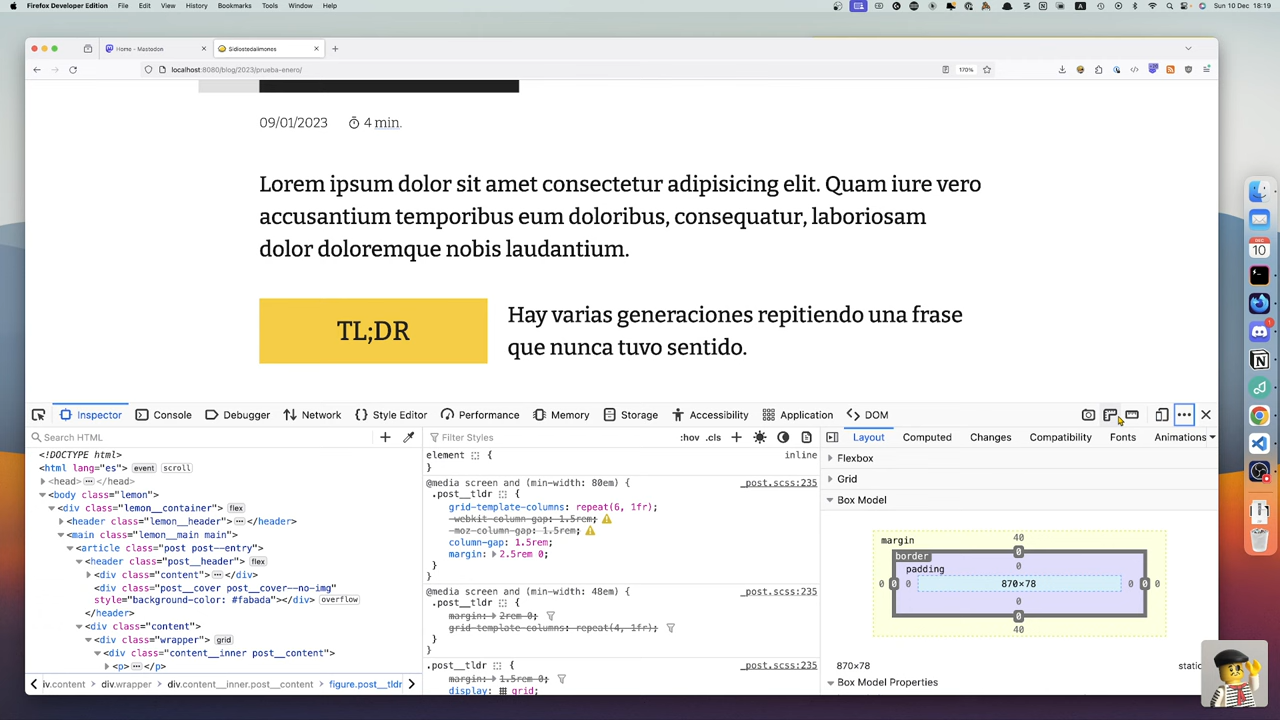 Firefox Developer Edition File Edit View History Bookmarks Tools Window Help Sun 10 Dec 18:19
Home - Mastodon Sidiostedalimones
localhost:8080/blog/2023/prueba-enero/ 170%
09/01/2023 4 min.
Lorem ipsum dolor sit amet consectetur adipisicing elit. Quam iure vero
accusantium temporibus eum doloribus, consequatur, laboriosam
dolor doloremque nobis laudantium.
TL;DR
Hay varias generaciones repitiendo una frase
que nunca tuvo sentido.
Inspector Console Debugger Network Style Editor Performance Memory Storage Accessibility Application DOM
Search HTML
<!DOCTYPE html>
<html lang="es"> event scroll
<head> ••• </head>
<body class="lemon">
<div class="lemon__container"> flex
<header class="lemon__header"> ••• </header>
<main class="lemon__main main">
<article class="post post--entry">
<header class="post__header"> flex
<div class="content"> ••• </div>
<div class="post__cover post__cover--no-img"
style="background-color: #fabada"></div> overflow
</header>
<div class="content">
<div class="wrapper"> grid
<div class="content__inner post__content">
<p> ••• </p>
iv.content div.wrapper div.content__inner.post__content figure.post__tldr
Filter Styles :hov .cls
element { inline
}
@media screen and (min-width: 80em) { _post.scss:235
.post__tldr {
grid-template-columns: repeat(6, 1fr);
-webkit-column-gap: 1.5rem;
-moz-column-gap: 1.5rem;
column-gap: 1.5rem;
margin: 2.5rem 0;
}
}
@media screen and (min-width: 48em) { _post.scss:235
.post__tldr {
margin: 2rem 0;
grid-template-columns: repeat(4, 1fr);
}
}
.post__tldr { _post.scss:235
margin: 1.5rem 0;
display: grid;
Layout Computed Changes Compatibility Fonts Animations
Flexbox
Grid
Box Model
margin 40
border 0
padding 0
0 0 0 870×78 0 0 0
0
0
40
870×78 static
Box Model Properties
DEC
10
1